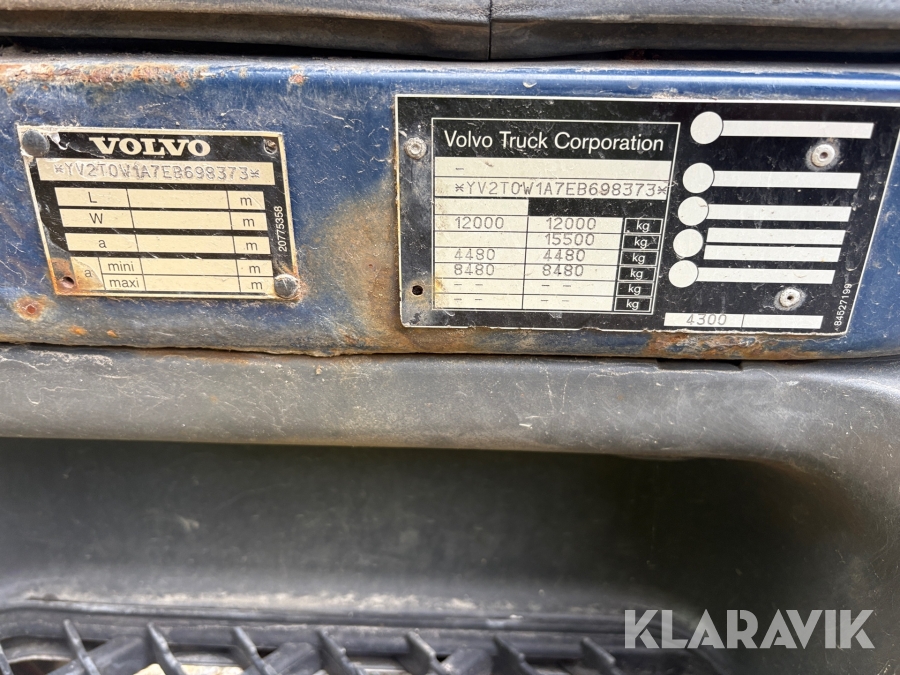 VOLVO
*YV2T0W1A7EB698373*
L m
W m
a m
a mini m
maxi m
20775358
Volvo Truck Corporation
-
*YV2T0W1A7EB698373*
12000 12000 kg
15500 kg
4480 4480 kg
8480 8480 kg
-- -- kg
-- -- kg
4300
84527199
KLARAVIK